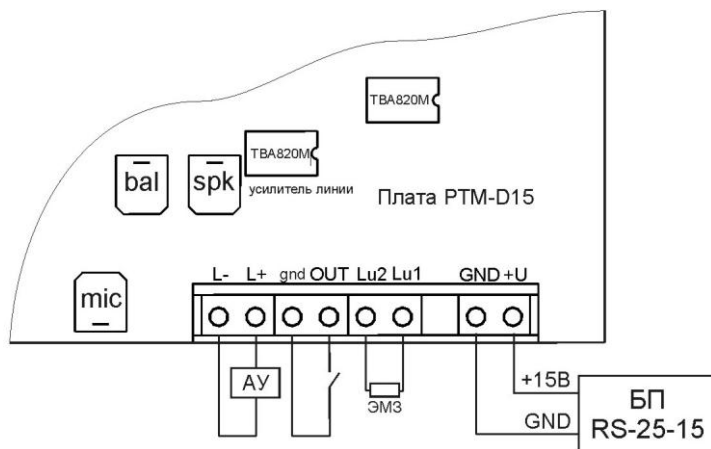 TBA820M
TBA820M
усилитель линии
bal
spk
Плата PTM-D15
mic
L- L+ gnd OUT Lu2 Lu1 GND +U
АУ
ЭМЗ
+15В
GND
БП
RS-25-15